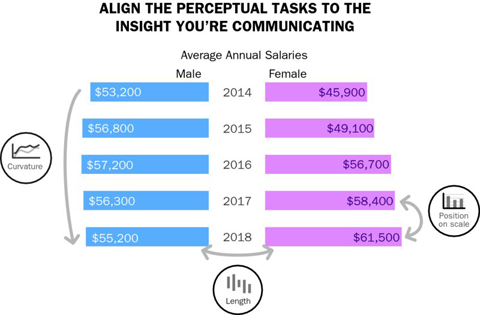 ALIGN THE PERCEPTUAL TASKS TO THE
INSIGHT YOU'RE COMMUNICATING
Average Annual Salaries
Male Female
$53,200 2014 $45,900
$56,800 2015 $49,100
$57,200 2016 $56,700
$56,300 2017 $58,400
$55,200 2018 $61,500
Curvature
Position
on scale
Length